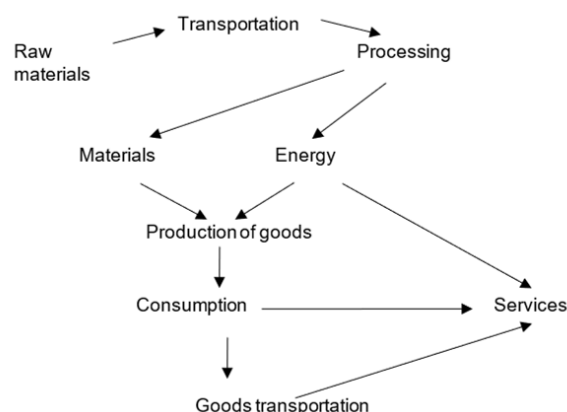 Transportation
Raw
materials
Processing
Materials
Energy
Production of goods
Consumption
Services
Goods transportation